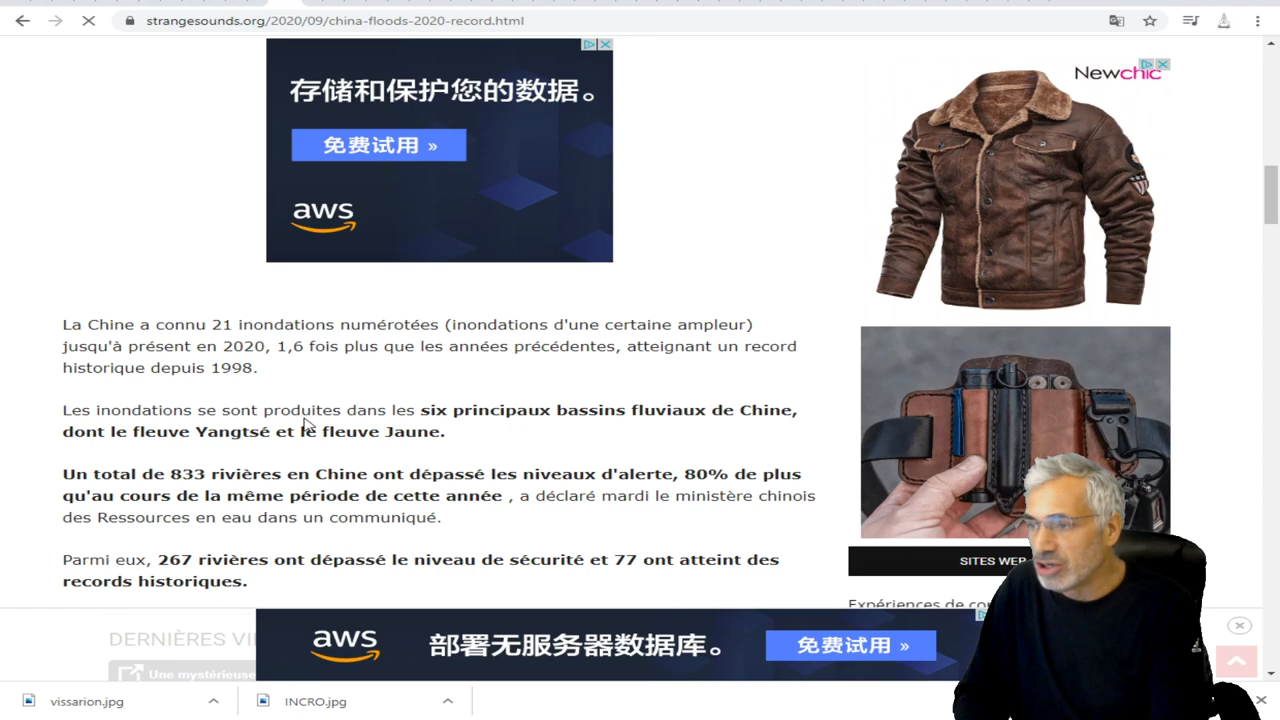 strangesounds.org/2020/09/china-floods-2020-record.html
存储和保护您的数据。
免费试用 »
aws
Newchic
La Chine a connu 21 inondations numérotées (inondations d'une certaine ampleur)
jusqu'à présent en 2020, 1,6 fois plus que les années précédentes, atteignant un record
historique depuis 1998.
Les inondations se sont produites dans les six principaux bassins fluviaux de Chine,
dont le fleuve Yangtsé et le fleuve Jaune.
Un total de 833 rivières en Chine ont dépassé les niveaux d'alerte, 80% de plus
qu'au cours de la même période de cette année , a déclaré mardi le ministère chinois
des Ressources en eau dans un communiqué.
Parmi eux, 267 rivières ont dépassé le niveau de sécurité et 77 ont atteint des
records historiques.
SITES WEB
Expériences de
DERNIÈRES
Une mystérieuse
aws
部署无服务器数据库。
免费试用 »
vissarion.jpg
INCRO.jpg